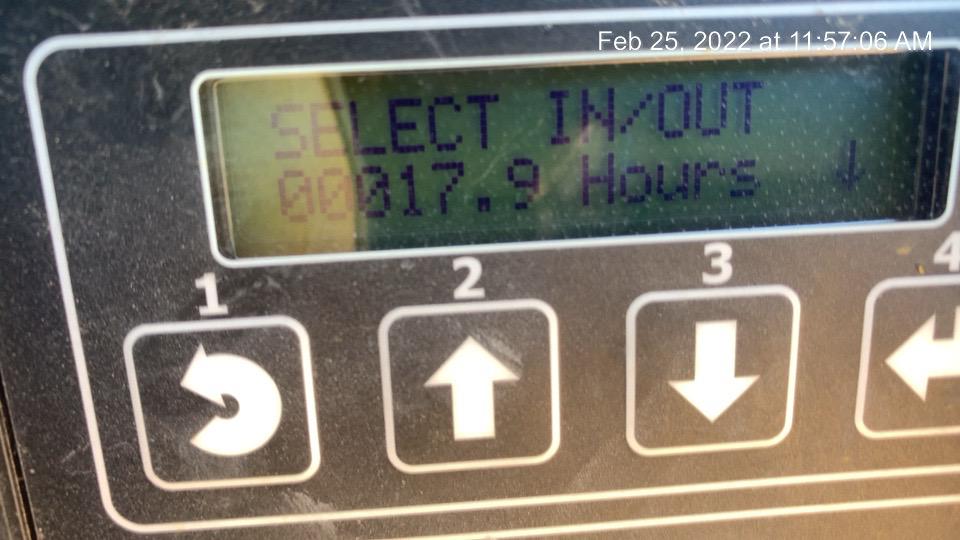 Feb 25, 2022 at 11:57:06 AM
SELECT IN/OUT
00017.9 Hours ↓
1 2 3 4